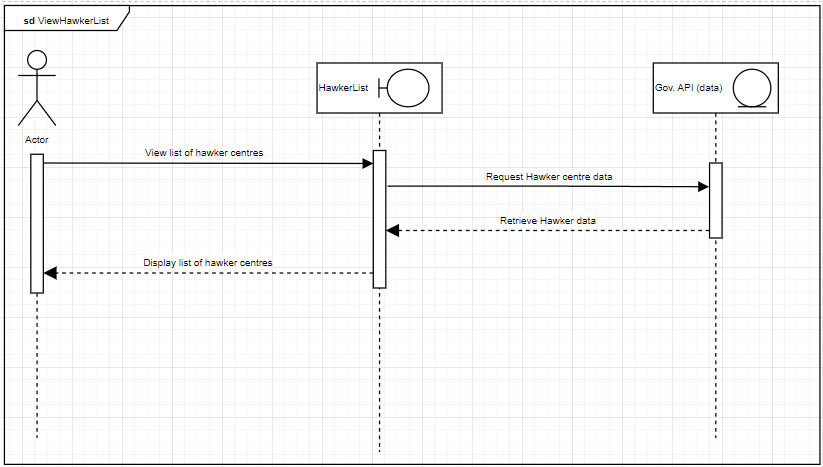 sd ViewHawkerList
HawkerList
Gov. API (data)
Actor
View list of hawker centres
Request Hawker centre data
Retrieve Hawker data
Display list of hawker centres